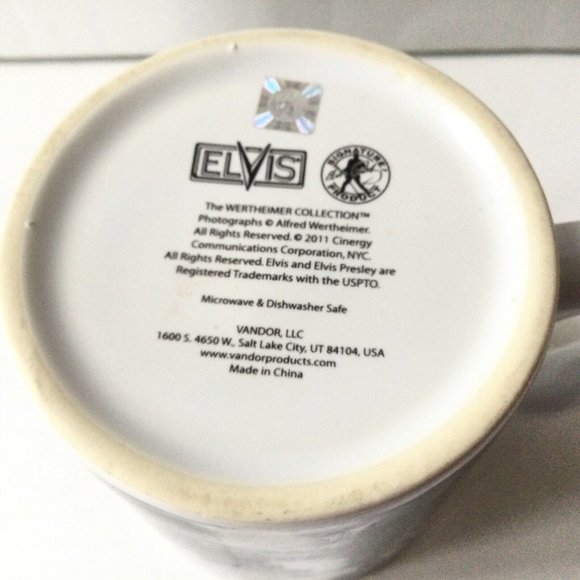 ELVIS
SIGNATURE PRODUCT
The WERTHEIMER COLLECTION™
Photographs © Alfred Wertheimer.
All Rights Reserved. © 2011 Cinergy
Communications Corporation, NYC.
All Rights Reserved. Elvis and Elvis Presley are
Registered Trademarks with the USPTO.
Microwave & Dishwasher Safe
VANDOR, LLC
1600 S. 4650 W., Salt Lake City, UT 84104, USA
www.vandorproducts.com
Made in China